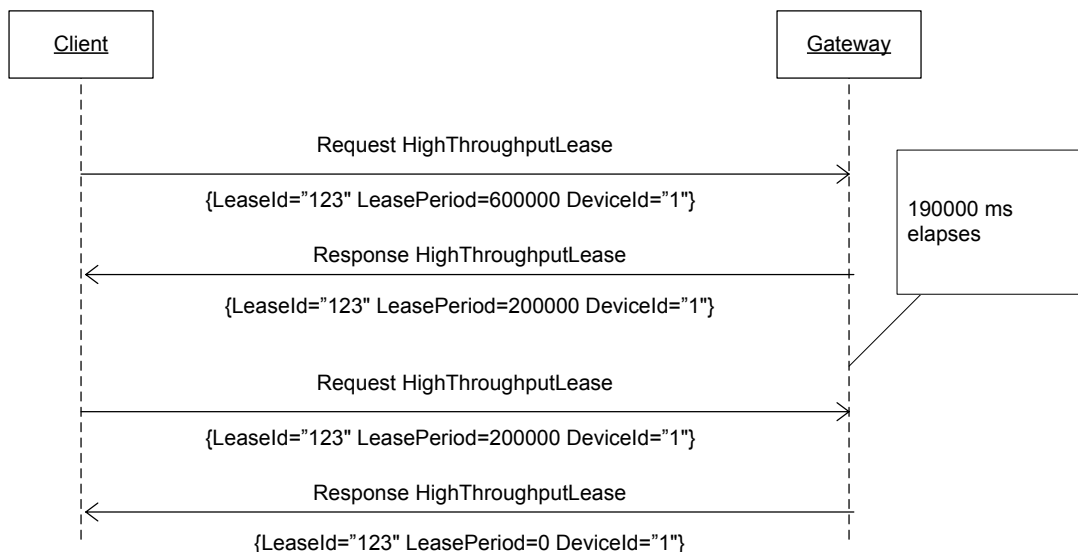 Client
Gateway
Request HighThroughputLease
{LeaseId=”123" LeasePeriod=600000 DeviceId=”1"}
190000 ms
elapses
Response HighThroughputLease
{LeaseId=”123" LeasePeriod=200000 DeviceId=”1"}
Request HighThroughputLease
{LeaseId=”123" LeasePeriod=200000 DeviceId=”1"}
Response HighThroughputLease
{LeaseId=”123" LeasePeriod=0 DeviceId=”1"}